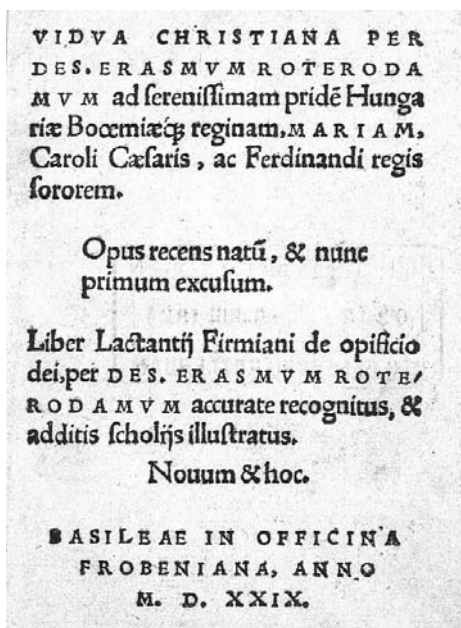 VIDVA CHRISTIANA PER
DES. ERASMVM ROTERODA
MVM ad sereniſſimam pridē Hunga
riæ Boœmiæq́ꝫ reginam, MARIAM,
Caroli Cæſaris, ac Ferdinandi regis
ſororem.
Opus recens natū, & nunc
primum excuſum.
Liber Lactantij Firmiani de opificio
dei, per DES. ERASMVM ROTE/
RODAMVM accurate recognitus, &
additis ſcholijs illuſtratus.
Nouum & hoc.
BASILEAE IN OFFICINA
FROBENIANA, ANNO
M. D. XXIX.